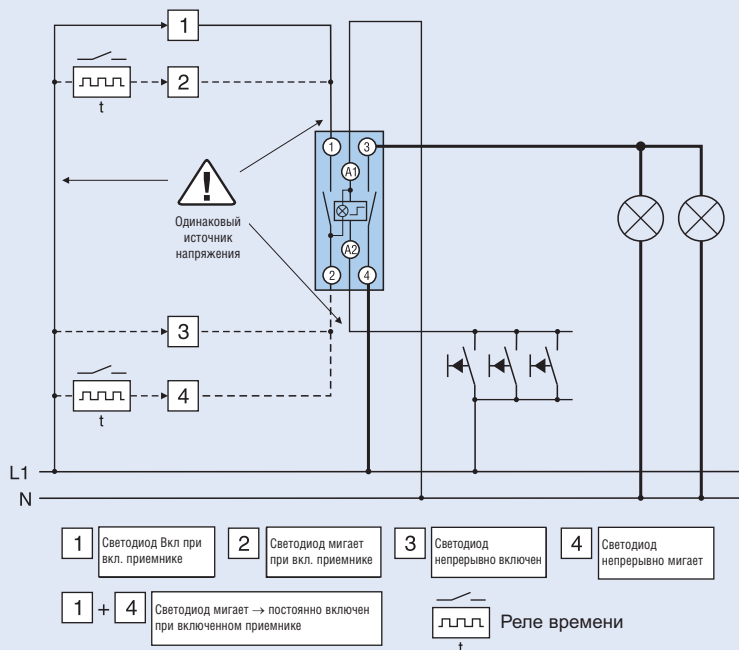 1
2
t
1
3
A1
Одинаковый
источник
напряжения
A2
2
4
3
4
t
L1
N
1 Светодиод Вкл при
вкл. приемнике
2 Светодиод мигает
при вкл. приемнике
3 Светодиод
непрерывно включен
4 Светодиод
непрерывно мигает
1 + 4 Светодиод мигает → постоянно включен
при включенном приемнике
Реле времени
t